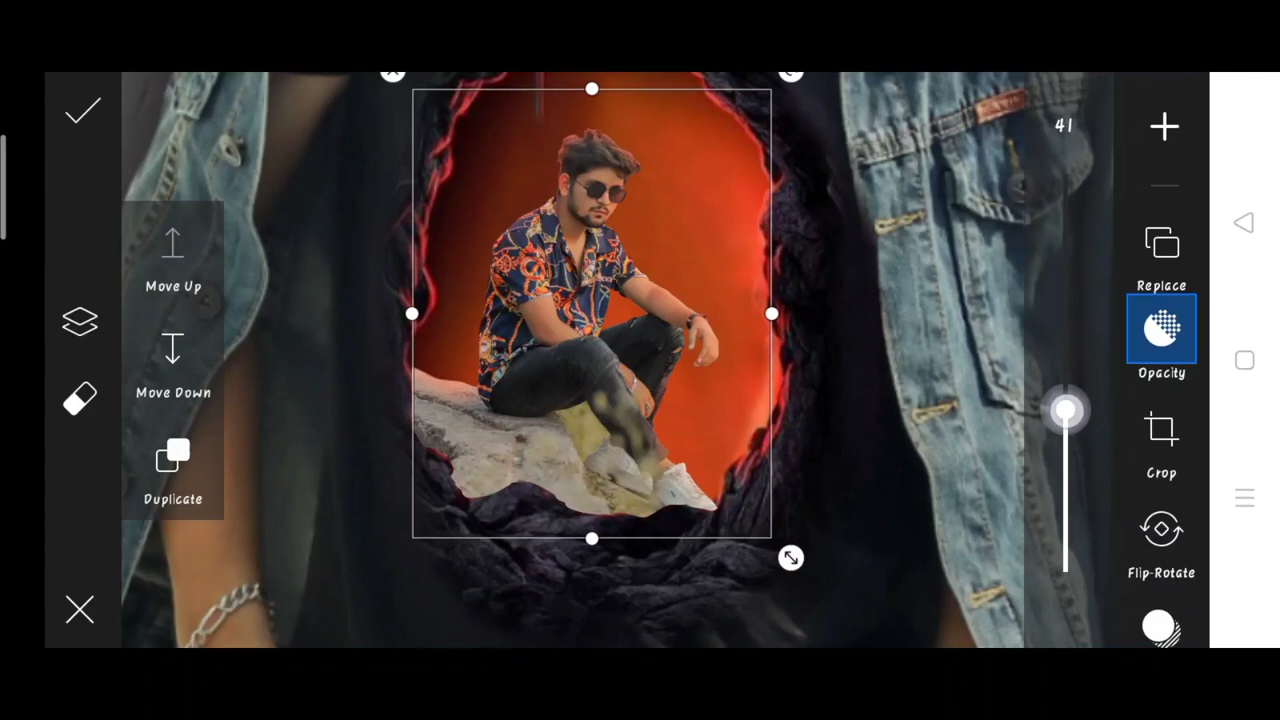 41
Move Up
Replace
Move Down
Opacity
Duplicate
Crop
Flip-Rotate